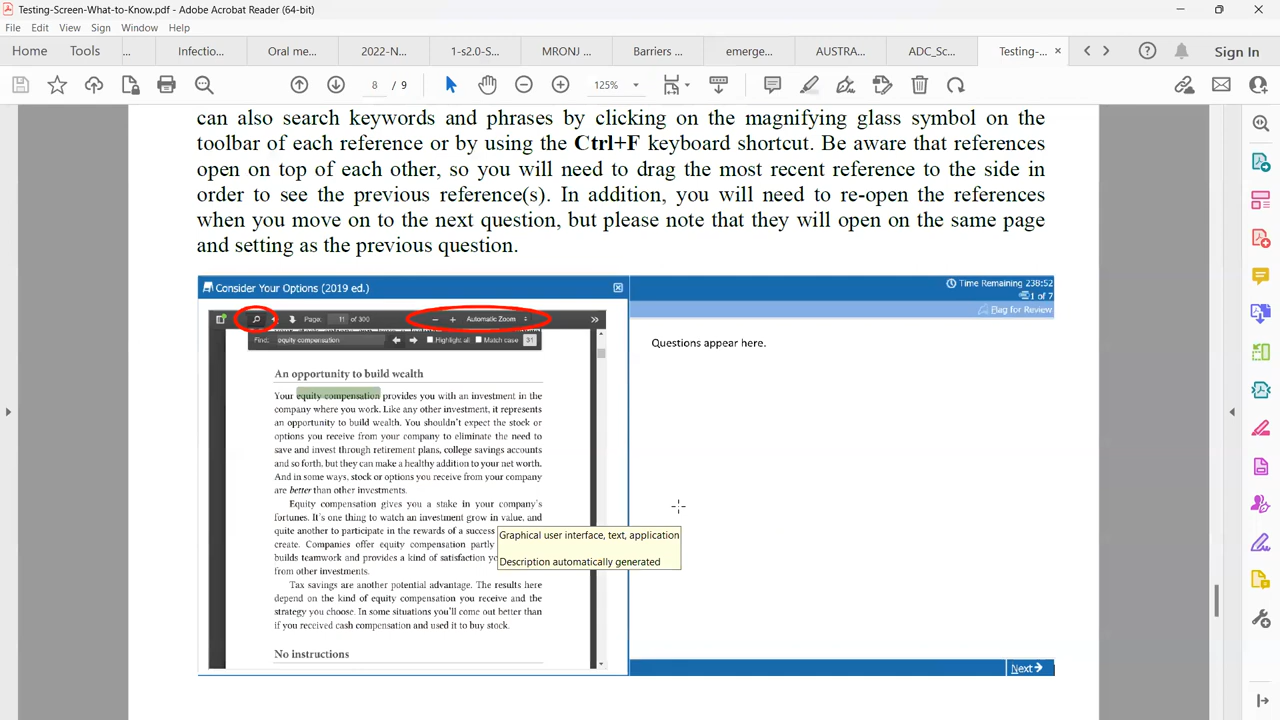 Testing-Screen-What-to-Know.pdf - Adobe Acrobat Reader (64-bit)
File Edit View Sign Window Help
Home Tools ... Infectio... Oral me... 2022-N... 1-s2.0-S... MRONJ ... Barriers ... emerge... AUSTRA... ADC_Sc... Testing-... Sign In
8 / 9 125%
can also search keywords and phrases by clicking on the magnifying glass symbol on the
toolbar of each reference or by using the Ctrl+F keyboard shortcut. Be aware that references
open on top of each other, so you will need to drag the most recent reference to the side in
order to see the previous reference(s). In addition, you will need to re-open the references
when you move on to the next question, but please note that they will open on the same page
and setting as the previous question.
Consider Your Options (2019 ed.)
Page: 11 of 300 Automatic Zoom
Find: equity compensation Highlight all Match case 31
An opportunity to build wealth
Your equity compensation provides you with an investment in the
company where you work. Like any other investment, it represents
an opportunity to build wealth. You shouldn't expect the stock or
options you receive from your company to eliminate the need to
save and invest through retirement plans, college savings accounts
and so forth, but they can make a healthy addition to your net worth.
And in some ways, stock or options you receive from your company
are better than other investments.
Equity compensation gives you a stake in your company's
fortunes. It's one thing to watch an investment grow in value, and
quite another to participate in the rewards of a success
create. Companies offer equity compensation partly
builds teamwork and provides a kind of satisfaction
from other investments.
Tax savings are another potential advantage. The results here
depend on the kind of equity compensation you receive and the
strategy you choose. In some situations you'll come out better than
if you received cash compensation and used it to buy stock.
No instructions
Time Remaining 238:52
1 of 7
Flag for Review
Questions appear here.
Graphical user interface, text, application
Description automatically generated
Next